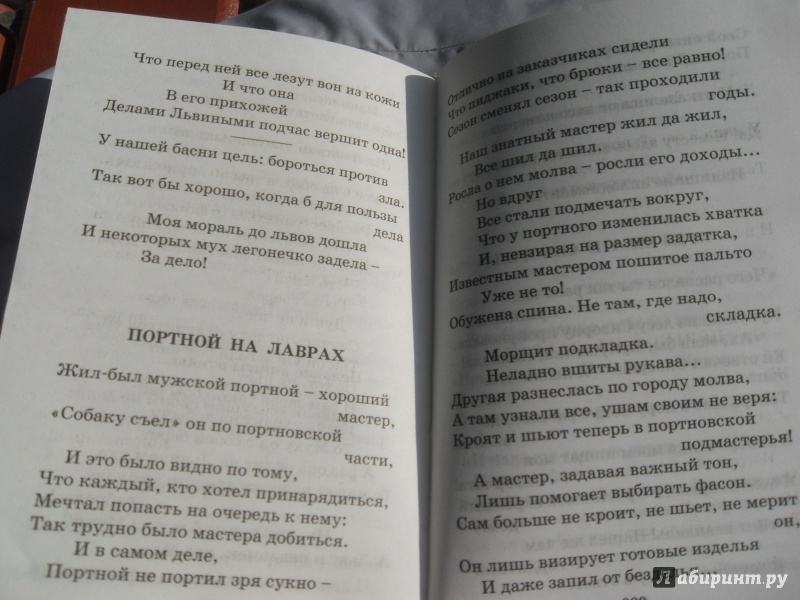 Что перед ней все лезут вон из кожи
И что она
В его прихожей
Делами Львиными подчас вершит одна!
У нашей басни цель: бороться против
зла.
Так вот бы хорошо, когда б для пользы
дела
Моя мораль до львов дошла
И некоторых мух легонечко задела –
За дело!
ПОРТНОЙ НА ЛАВРАХ
Жил-был мужской портной – хороший
мастер,
«Собаку съел» он по портновской
части,
И это было видно по тому,
Что каждый, кто хотел принарядиться,
Мечтал попасть на очередь к нему:
Так трудно было мастера добиться.
И в самом деле,
Портной не портил зря сукно –
Отлично на заказчиках сидели
Что пиджаки, что брюки – все равно!
Сезон сменял сезон – так проходили
годы.
Наш знатный мастер жил да жил,
Все шил да шил.
Росла о нем молва – росли его доходы...
Но вдруг
Все стали подмечать вокруг,
Что у портного изменилась хватка
И, невзирая на размер задатка,
Известным мастером пошитое пальто
Уже не то!
Обужена спина. Не там, где надо,
складка.
Морщит подкладка.
Неладно вшиты рукава...
Другая разнеслась по городу молва,
А там узнали все, ушам своим не веря:
Кроят и шьют теперь в портновской
подмастерья!
А мастер, задавая важный тон,
Лишь помогает выбирать фасон.
Сам больше не кроит, не шьет, не мерит
он,
Он лишь визирует готовые изделья
И даже запил от
Лабиринт.ру